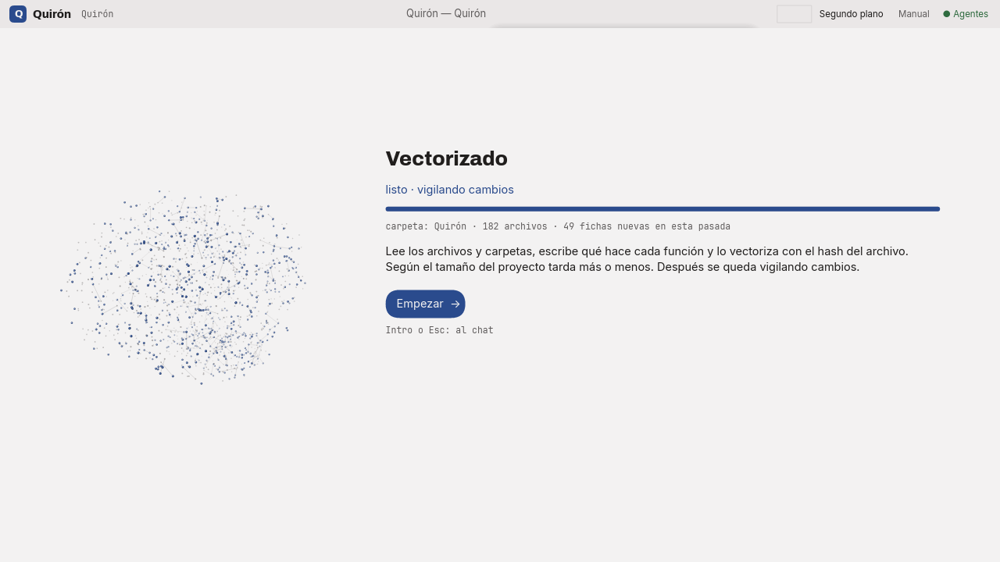 Q Quirón Quirón
Quirón — Quirón
Segundo plano Manual Agentes
Vectorizado
listo · vigilando cambios
carpeta: Quirón · 182 archivos · 49 fichas nuevas en esta pasada
Lee los archivos y carpetas, escribe qué hace cada función y lo vectoriza con el hash del archivo.
Según el tamaño del proyecto tarda más o menos. Después se queda vigilando cambios.
Empezar →
Intro o Esc: al chat